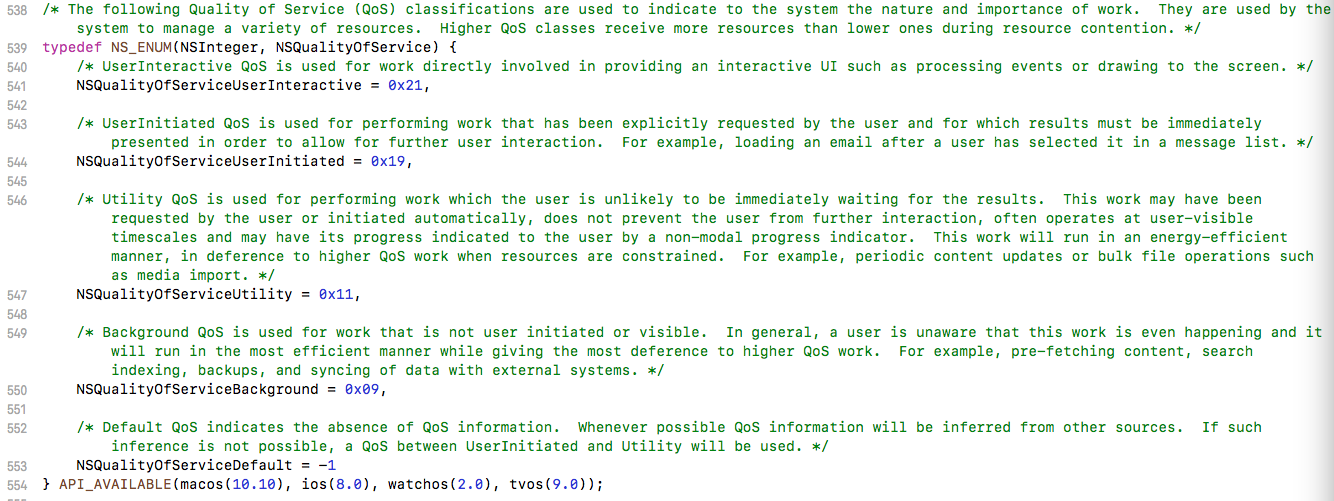 538 /* The following Quality of Service (QoS) classifications are used to indicate to the system the nature and importance of work.  They are used by the
system to manage a variety of resources.  Higher QoS classes receive more resources than lower ones during resource contention. */
539 typedef NS_ENUM(NSInteger, NSQualityOfService) {
540 /* UserInteractive QoS is used for work directly involved in providing an interactive UI such as processing events or drawing to the screen. */
541 NSQualityOfServiceUserInteractive = 0x21,
542
543 /* UserInitiated QoS is used for performing work that has been explicitly requested by the user and for which results must be immediately
presented in order to allow for further user interaction.  For example, loading an email after a user has selected it in a message list. */
544 NSQualityOfServiceUserInitiated = 0x19,
545
546 /* Utility QoS is used for performing work which the user is unlikely to be immediately waiting for the results.  This work may have been
requested by the user or initiated automatically, does not prevent the user from further interaction, often operates at user-visible
timescales and may have its progress indicated to the user by a non-modal progress indicator.  This work will run in an energy-efficient
manner, in deference to higher QoS work when resources are constrained.  For example, periodic content updates or bulk file operations such
as media import. */
547 NSQualityOfServiceUtility = 0x11,
548
549 /* Background QoS is used for work that is not user initiated or visible.  In general, a user is unaware that this work is even happening and it
will run in the most efficient manner while giving the most deference to higher QoS work.  For example, pre-fetching content, search
indexing, backups, and syncing of data with external systems. */
550 NSQualityOfServiceBackground = 0x09,
551
552 /* Default QoS indicates the absence of QoS information.  Whenever possible QoS information will be inferred from other sources.  If such
inference is not possible, a QoS between UserInitiated and Utility will be used. */
553 NSQualityOfServiceDefault = -1
554 } API_AVAILABLE(macos(10.10), ios(8.0), watchos(2.0), tvos(9.0));